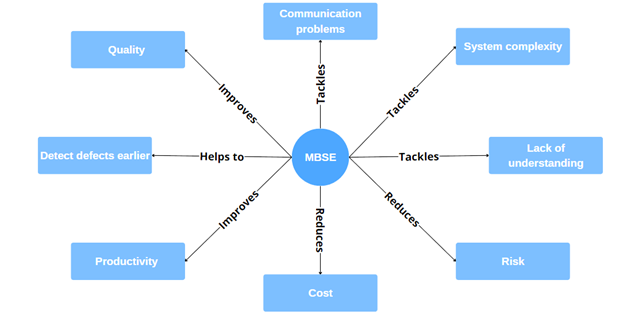 Communication
problems
Quality
System complexity
Improves
Tackles
Tackles
Detect defects earlier
Helps to
MBSE
Tackles
Lack of
understanding
Improves
Reduces
Reduces
Productivity
Cost
Risk